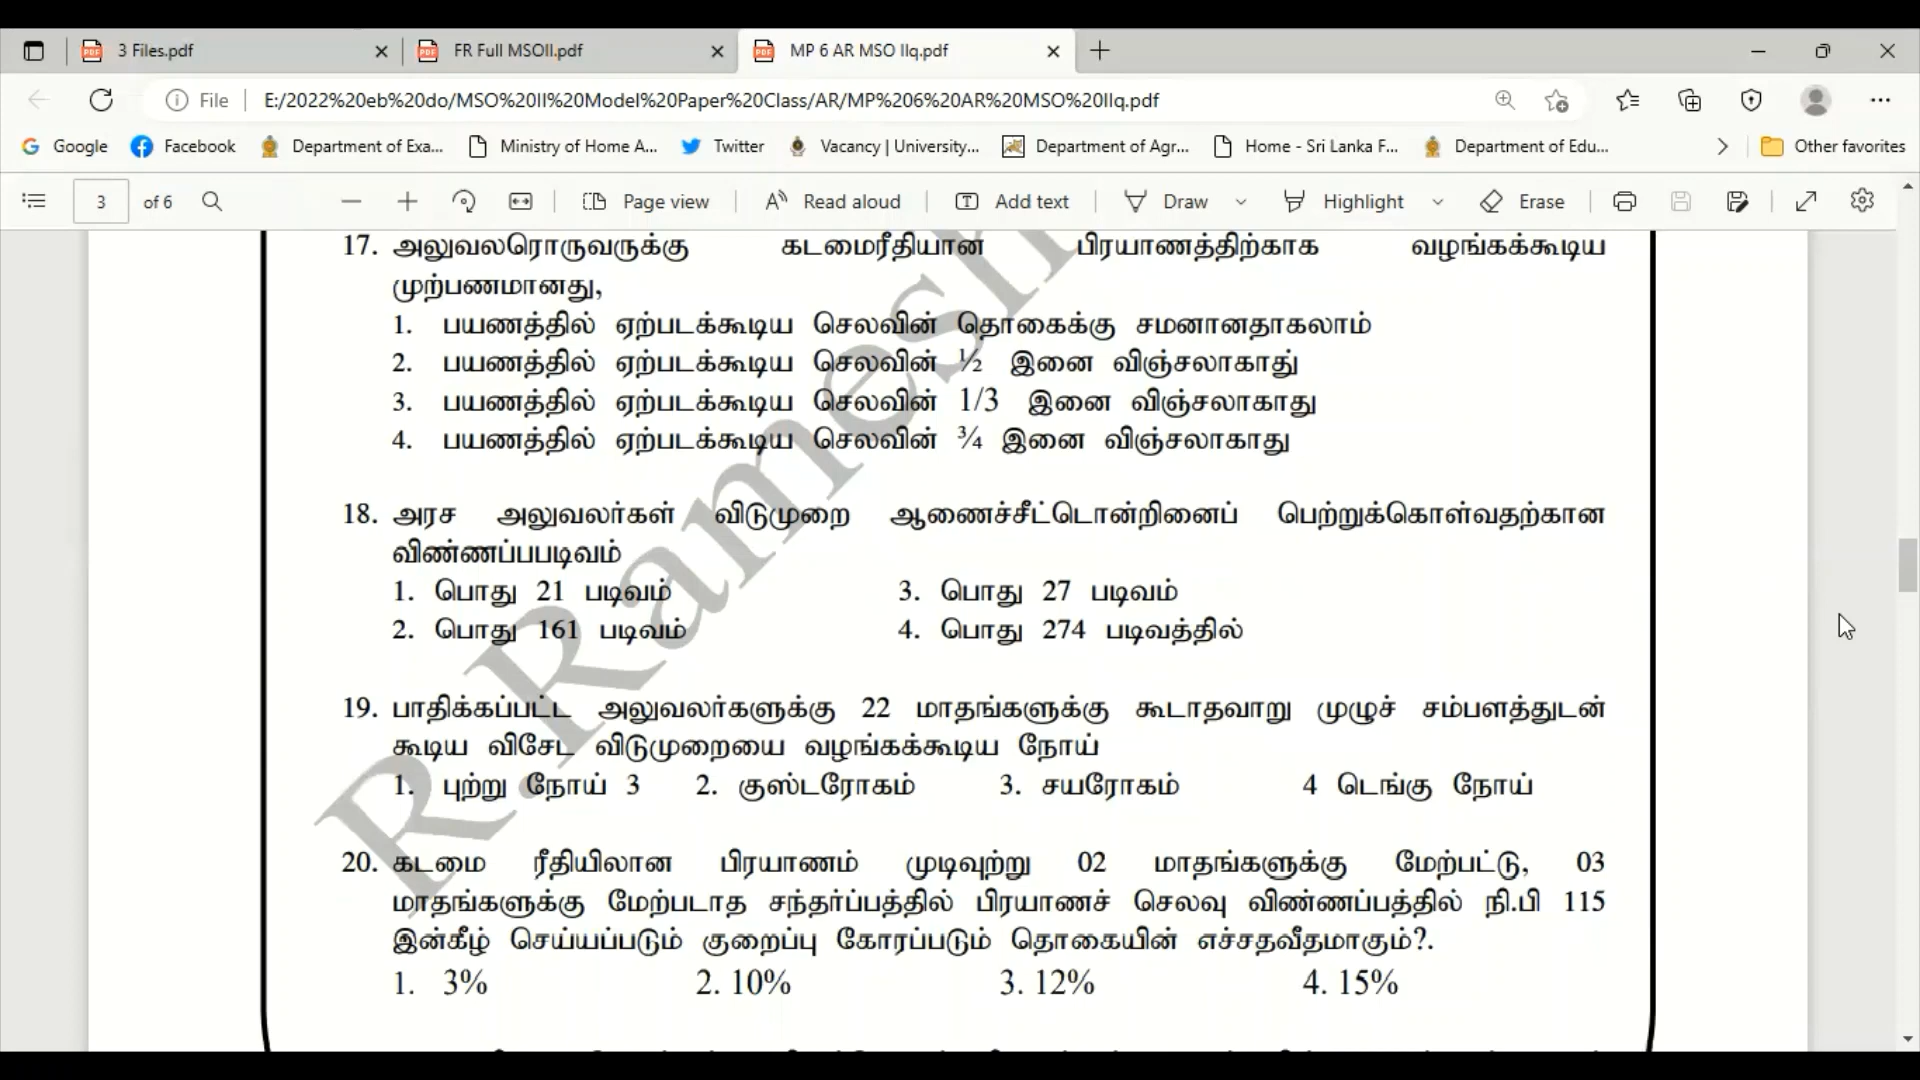 3 Files.pdf
FR Full MSOII.pdf
MP 6 AR MSO IIq.pdf
File
E:/2022%20eb%20do/MSO%20II%20Model%20Paper%20Class/AR/MP%206%20AR%20MSO%20IIq.pdf
Google
Facebook
Department of Exa...
Ministry of Home A...
Twitter
Vacancy | University...
Department of Agr...
Home - Sri Lanka F...
Department of Edu...
Other favorites
3 of 6
Page view
Read aloud
Add text
Draw
Highlight
Erase
17. அலுவலரொருவருக்கு கடமைரீதியான பிரயாணத்திற்காக வழங்கக்கூடிய
முற்பணமானது,
1. பயணத்தில் ஏற்படக்கூடிய செலவின் தொகைக்கு சமனானதாகலாம்
2. பயணத்தில் ஏற்படக்கூடிய செலவின் ½ இனை விஞ்சலாகாது
3. பயணத்தில் ஏற்படக்கூடிய செலவின் 1/3 இனை விஞ்சலாகாது
4. பயணத்தில் ஏற்படக்கூடிய செலவின் ¾ இனை விஞ்சலாகாது
18. அரச அலுவலர்கள் விடுமுறை ஆணைச்சீட்டொன்றினைப் பெற்றுக்கொள்வதற்கான
விண்ணப்பபடிவம்
1. பொது 21 படிவம் 3. பொது 27 படிவம்
2. பொது 161 படிவம் 4. பொது 274 படிவத்தில்
19. பாதிக்கப்பட்ட அலுவலர்களுக்கு 22 மாதங்களுக்கு கூடாதவாறு முழுச் சம்பளத்துடன்
கூடிய விசேட விடுமுறையை வழங்கக்கூடிய நோய்
1. புற்று நோய் 3 2. குஸ்டரோகம் 3. சயரோகம் 4 டெங்கு நோய்
20. கடமை ரீதியிலான பிரயாணம் முடிவுற்று 02 மாதங்களுக்கு மேற்பட்டு, 03
மாதங்களுக்கு மேற்படாத சந்தர்ப்பத்தில் பிரயாணச் செலவு விண்ணப்பத்தில் நி.பி 115
இன்கீழ் செய்யப்படும் குறைப்பு கோரப்படும் தொகையின் எச்சதவீதமாகும்?.
1. 3% 2. 10% 3. 12% 4. 15%
R.Ramesh